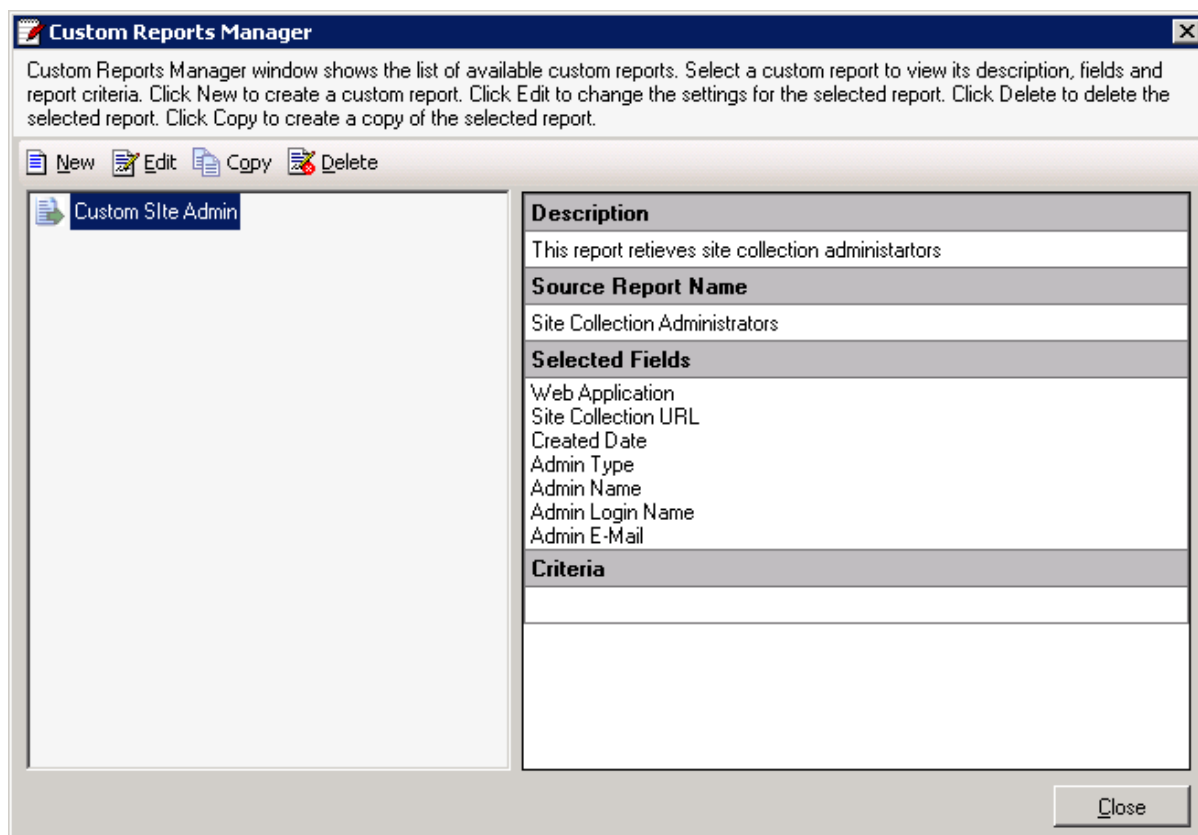 Custom Reports Manager
Custom Reports Manager window shows the list of available custom reports. Select a custom report to view its description, fields and
report criteria. Click New to create a custom report. Click Edit to change the settings for the selected report. Click Delete to delete the
selected report. Click Copy to create a copy of the selected report.
New Edit Copy Delete
Custom SIte Admin
Description
This report retieves site collection administartors
Source Report Name
Site Collection Administrators
Selected Fields
Web Application
Site Collection URL
Created Date
Admin Type
Admin Name
Admin Login Name
Admin E-Mail
Criteria
Close